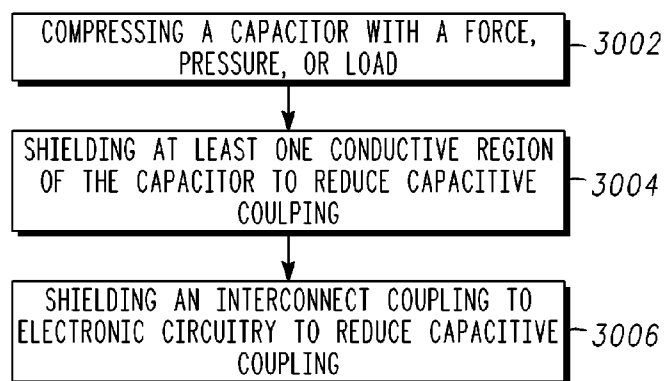 COMPRESSING A CAPACITOR WITH A FORCE,
PRESSURE, OR LOAD
3002
SHIELDING AT LEAST ONE CONDUCTIVE REGION
OF THE CAPACITOR TO REDUCE CAPACITIVE
COULPING
3004
SHIELDING AN INTERCONNECT COUPLING TO
ELECTRONIC CIRCUITRY TO REDUCE CAPACITIVE
COUPLING
3006